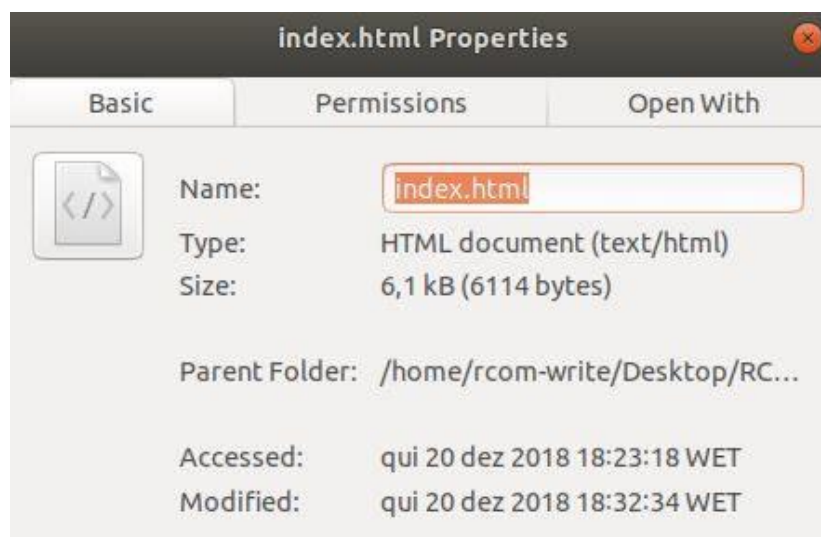 index.html Properties
Basic Permissions Open With
</>
Name: index.html
Type: HTML document (text/html)
Size: 6,1 kB (6114 bytes)
Parent Folder: /home/rcom-write/Desktop/RC...
Accessed: qui 20 dez 2018 18:23:18 WET
Modified: qui 20 dez 2018 18:32:34 WET